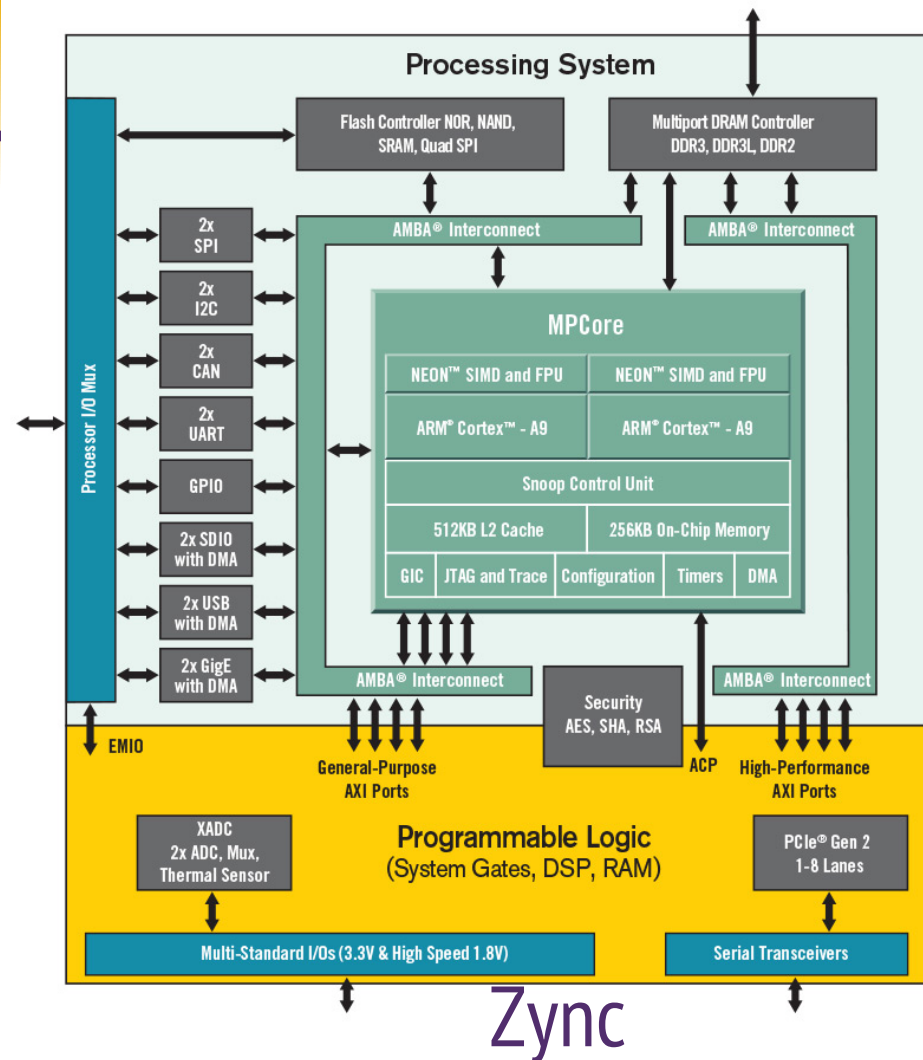 Processing System
Flash Controller NOR, NAND,
SRAM, Quad SPI
Multiport DRAM Controller
DDR3, DDR3L, DDR2
AMBA® Interconnect
AMBA® Interconnect
Processor I/O Mux
2x
SPI
2x
I2C
2x
CAN
2x
UART
GPIO
2x SDIO
with DMA
2x USB
with DMA
2x GigE
with DMA
MPCore
NEON™ SIMD and FPU
NEON™ SIMD and FPU
ARM® Cortex™ - A9
ARM® Cortex™ - A9
Snoop Control Unit
512KB L2 Cache
256KB On-Chip Memory
GIC
JTAG and Trace
Configuration
Timers
DMA
AMBA® Interconnect
AMBA® Interconnect
Security
AES, SHA, RSA
EMIO
General-Purpose
AXI Ports
ACP
High-Performance
AXI Ports
XADC
2x ADC, Mux,
Thermal Sensor
Programmable Logic
(System Gates, DSP, RAM)
PCIe® Gen 2
1-8 Lanes
Multi-Standard I/Os (3.3V & High Speed 1.8V)
Serial Transceivers
Zync